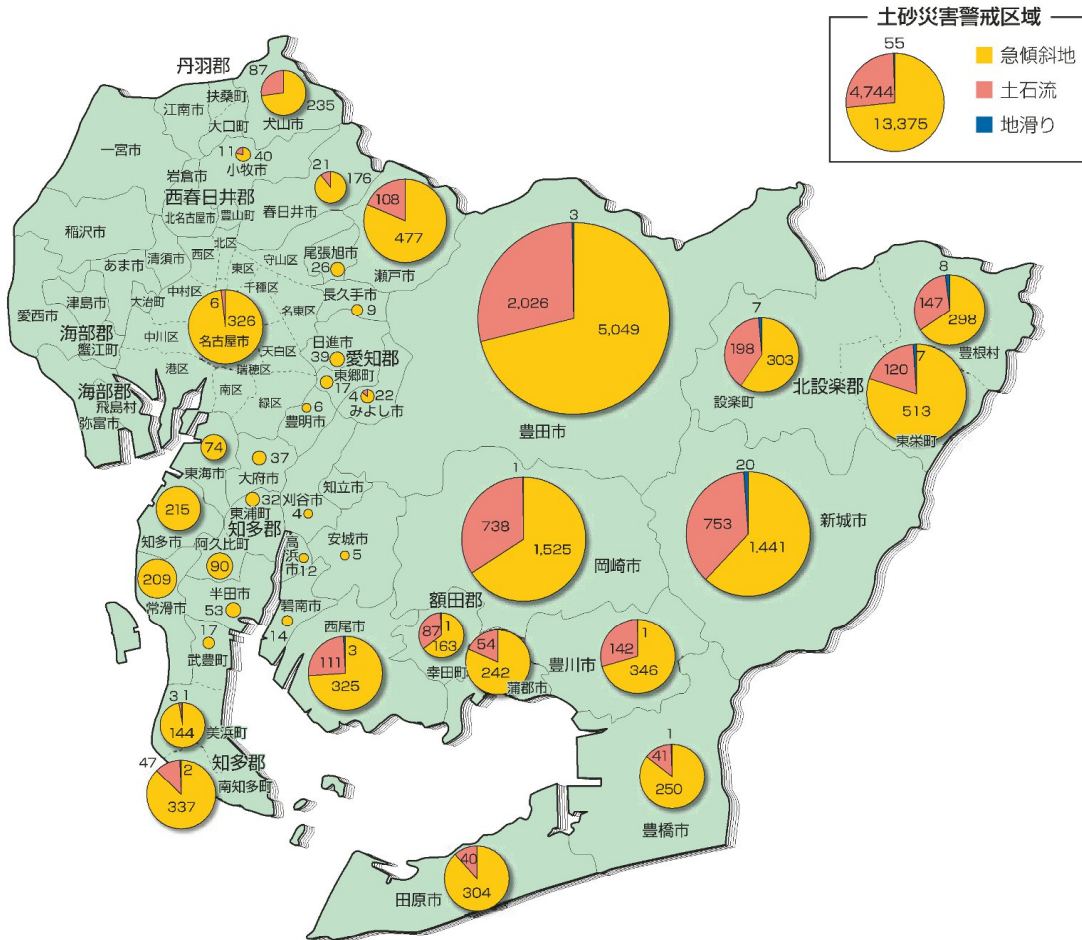 土砂災害警戒区域
55
4,744
13,375
急傾斜地
土石流
地滑り
丹羽郡
87
235
犬山市
扶桑町
江南市
大口町
一宮市
11
40
小牧市
岩倉市
21
176
春日井市
西春日井郡
北名古屋市
豊山町
108
477
瀬戸市
稲沢市
あま市
清須市
西区
北区
東区
守山区
尾張旭市
26
津島市
大治町
中村区
千種区
名東区
長久手市
9
愛西市
海部郡
蟹江町
6
326
名古屋市
中川区
天白区
日進市
39
愛知郡
東郷町
17
港区
瑞穂区
南区
緑区
海部郡
飛島村
弥富市
豊明市
6
4
22
みよし市
3
2,026
5,049
豊田市
7
198
303
設楽町
北設楽郡
8
147
298
豊根村
7
120
513
東栄町
74
東海市
37
大府市
32
東浦町
知多郡
刈谷市
4
知立市
215
知多市
阿久比町
90
高浜市
12
安城市
5
209
常滑市
半田市
53
碧南市
14
17
武豊町
1
738
1,525
岡崎市
20
753
1,441
新城市
額田郡
87
1
163
幸田町
54
242
蒲郡市
西尾市
111
3
325
豊川市
142
1
346
3
1
144
美浜町
知多郡
47
2
337
南知多町
1
41
250
豊橋市
40
304
田原市